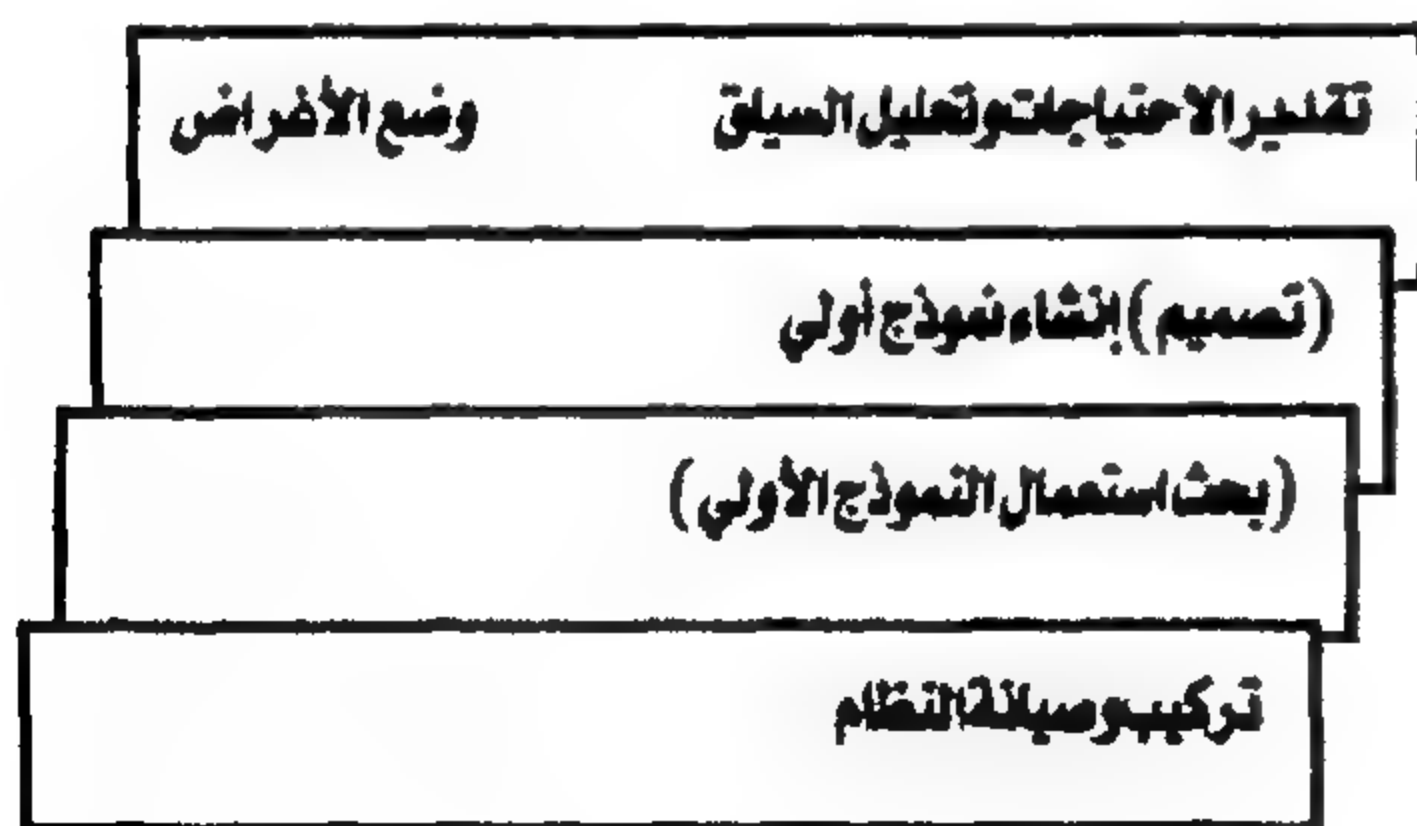 تقدير الاحتياجات وتحليل السياق وضع الأغراض
(تصميم) إنشاء نموذج أولي
(بحث استعمال النموذج الأولي)
تركيب وصيانة النظام